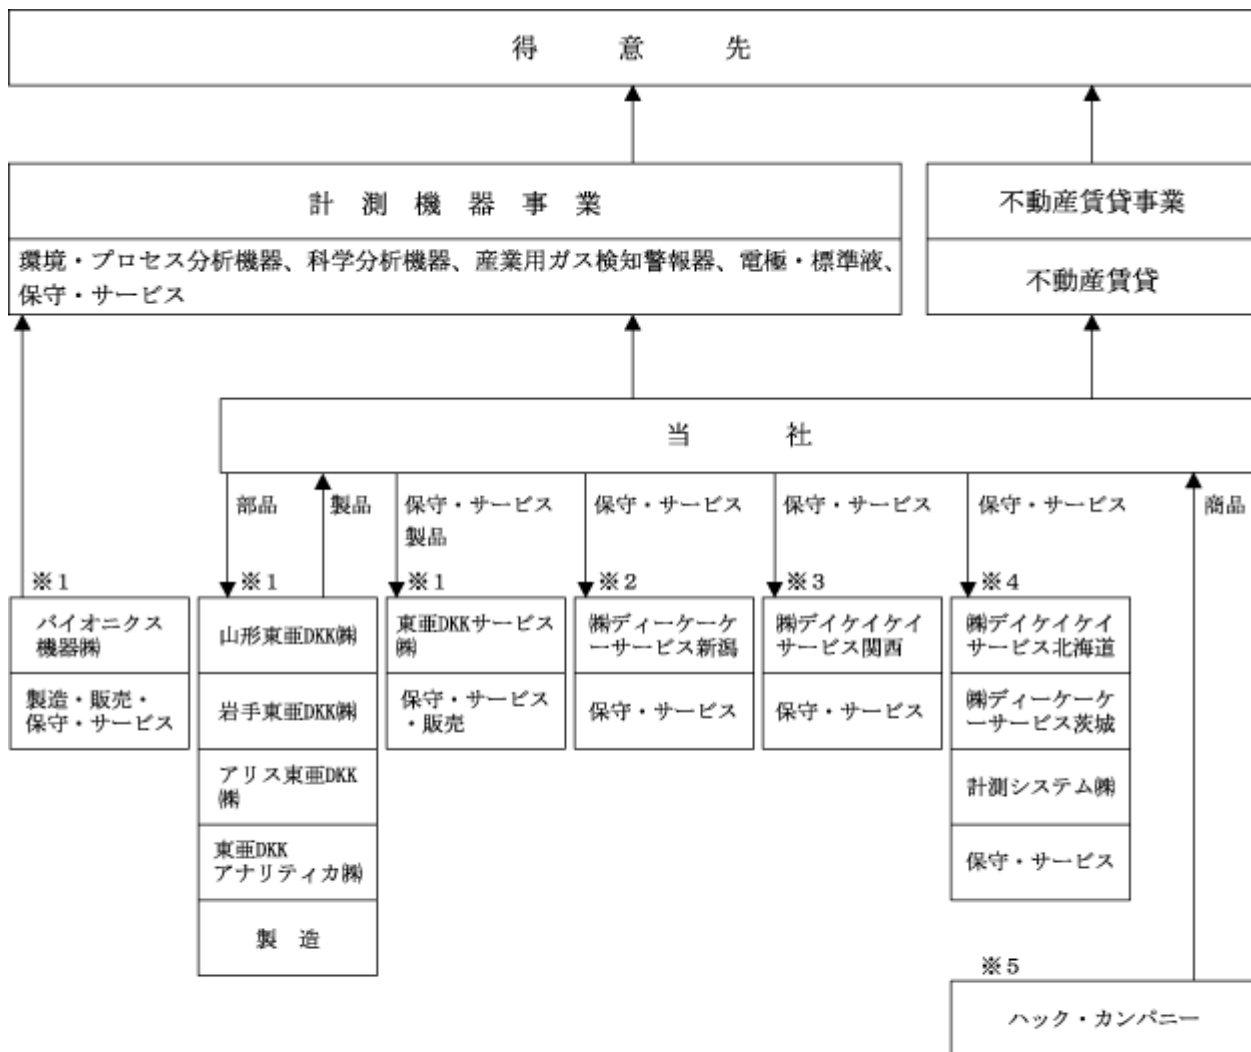 得意先
計測機器事業
不動産賃貸事業
環境・プロセス分析機器、科学分析機器、産業用ガス検知警報器、電極・標準液、
保守・サービス
不動産賃貸
当社
部品
製品
保守・サービス
製品
保守・サービス
保守・サービス
保守・サービス
商品
※1
※1
※1
※2
※3
※4
バイオニクス
機器㈱
製造・販売・
保守・サービス
山形東亜DKK㈱
岩手東亜DKK㈱
アリス東亜DKK
㈱
東亜DKK
アナリティカ㈱
製造
東亜DKKサービス
㈱
保守・サービス
・販売
㈱ディーケーケ
ーサービス新潟
保守・サービス
㈱デイケイケイ
サービス関西
保守・サービス
㈱デイケイケイ
サービス北海道
㈱ディーケーケ
ーサービス茨城
計測システム㈱
保守・サービス
※5
ハック・カンパニー